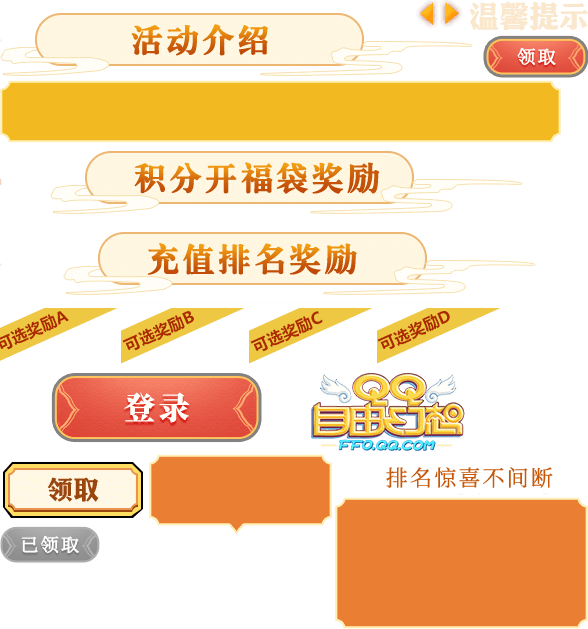 温馨提示
活动介绍
领取
积分开福袋奖励
充值排名奖励
可选奖励A
可选奖励B
可选奖励C
可选奖励D
登录
QQ
自由幻想
FFO.QQ.COM
领取
排名惊喜不间断
已领取